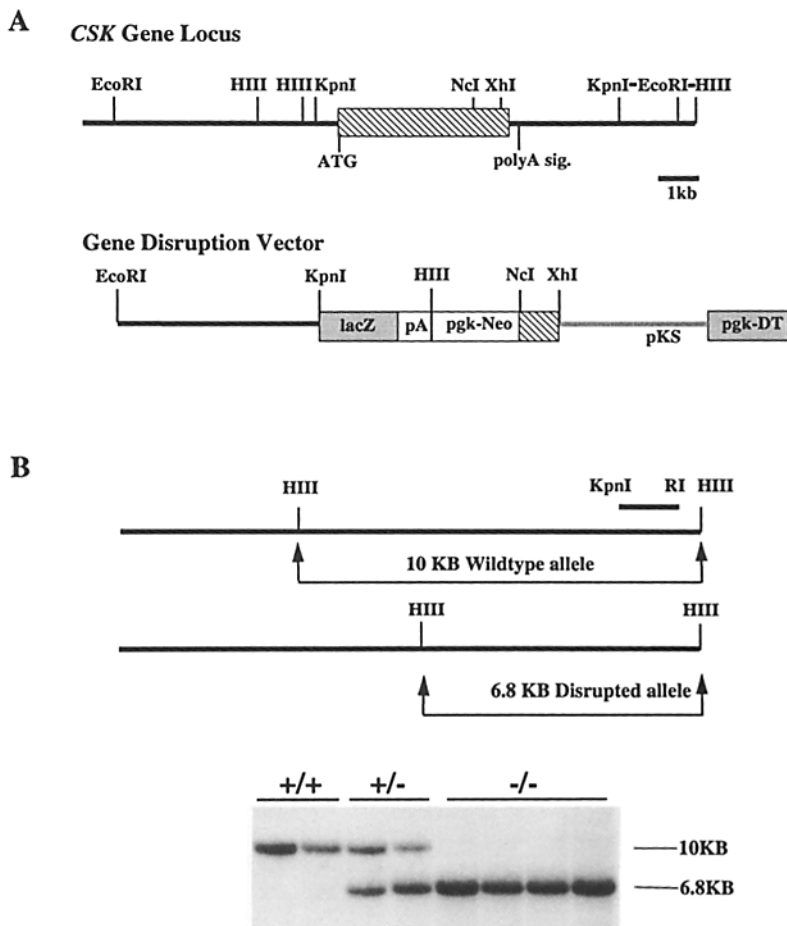 A
CSK Gene Locus
EcoRI HIII HIII KpnI NcI XhI KpnI-EcoRI-HIII
ATG polyA sig.
1kb
Gene Disruption Vector
EcoRI KpnI HIII NcI XhI
lacZ pA pgk-Neo pKS pgk-DT
B
HIII KpnI RI HIII
10 KB Wildtype allele
HIII HIII
6.8 KB Disrupted allele
+/+ +/- -/-
10KB
6.8KB